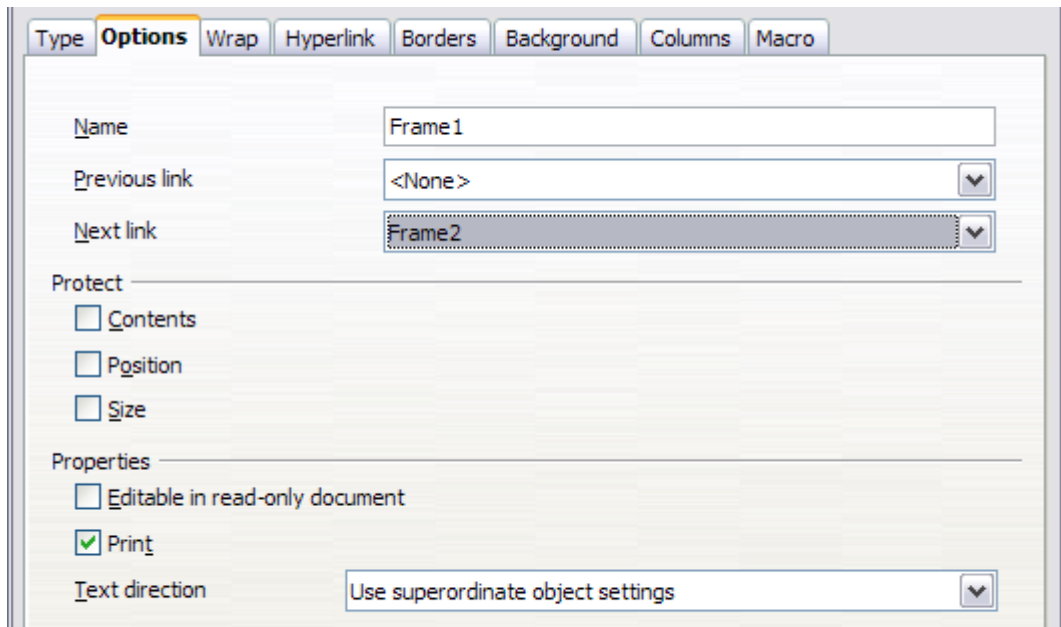 Type Options Wrap Hyperlink Borders Background Columns Macro
Name Frame1
Previous link <None>
Next link Frame2
Protect
Contents
Position
Size
Properties
Editable in read-only document
Print
Text direction Use superordinate object settings